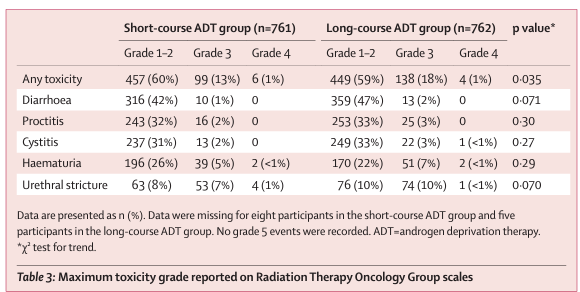 Short-course ADT group (n=761) Long-course ADT group (n=762) p value*
Grade 1–2 Grade 3 Grade 4 Grade 1–2 Grade 3 Grade 4
Any toxicity 457 (60%) 99 (13%) 6 (1%) 449 (59%) 138 (18%) 4 (1%) 0·035
Diarrhoea 316 (42%) 10 (1%) 0 359 (47%) 13 (2%) 0 0·071
Proctitis 243 (32%) 16 (2%) 0 253 (33%) 25 (3%) 0 0·30
Cystitis 237 (31%) 13 (2%) 0 249 (33%) 22 (3%) 1 (<1%) 0·27
Haematuria 196 (26%) 39 (5%) 2 (<1%) 170 (22%) 51 (7%) 2 (<1%) 0·29
Urethral stricture 63 (8%) 53 (7%) 4 (1%) 76 (10%) 74 (10%) 1 (<1%) 0·070
Data are presented as n (%). Data were missing for eight participants in the short-course ADT group and five
participants in the long-course ADT group. No grade 5 events were recorded. ADT=androgen deprivation therapy.
*χ² test for trend.
Table 3: Maximum toxicity grade reported on Radiation Therapy Oncology Group scales